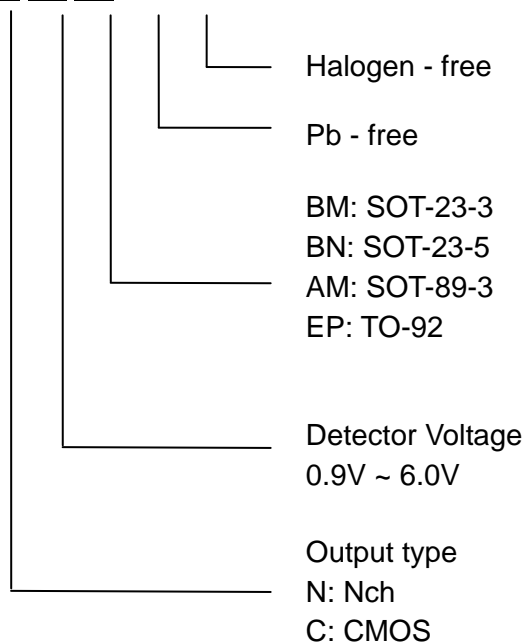 Halogen - free
Pb - free
BM: SOT-23-3
BN: SOT-23-5
AM: SOT-89-3
EP: TO-92
Detector Voltage
0.9V ~ 6.0V
Output type
N: Nch
C: CMOS